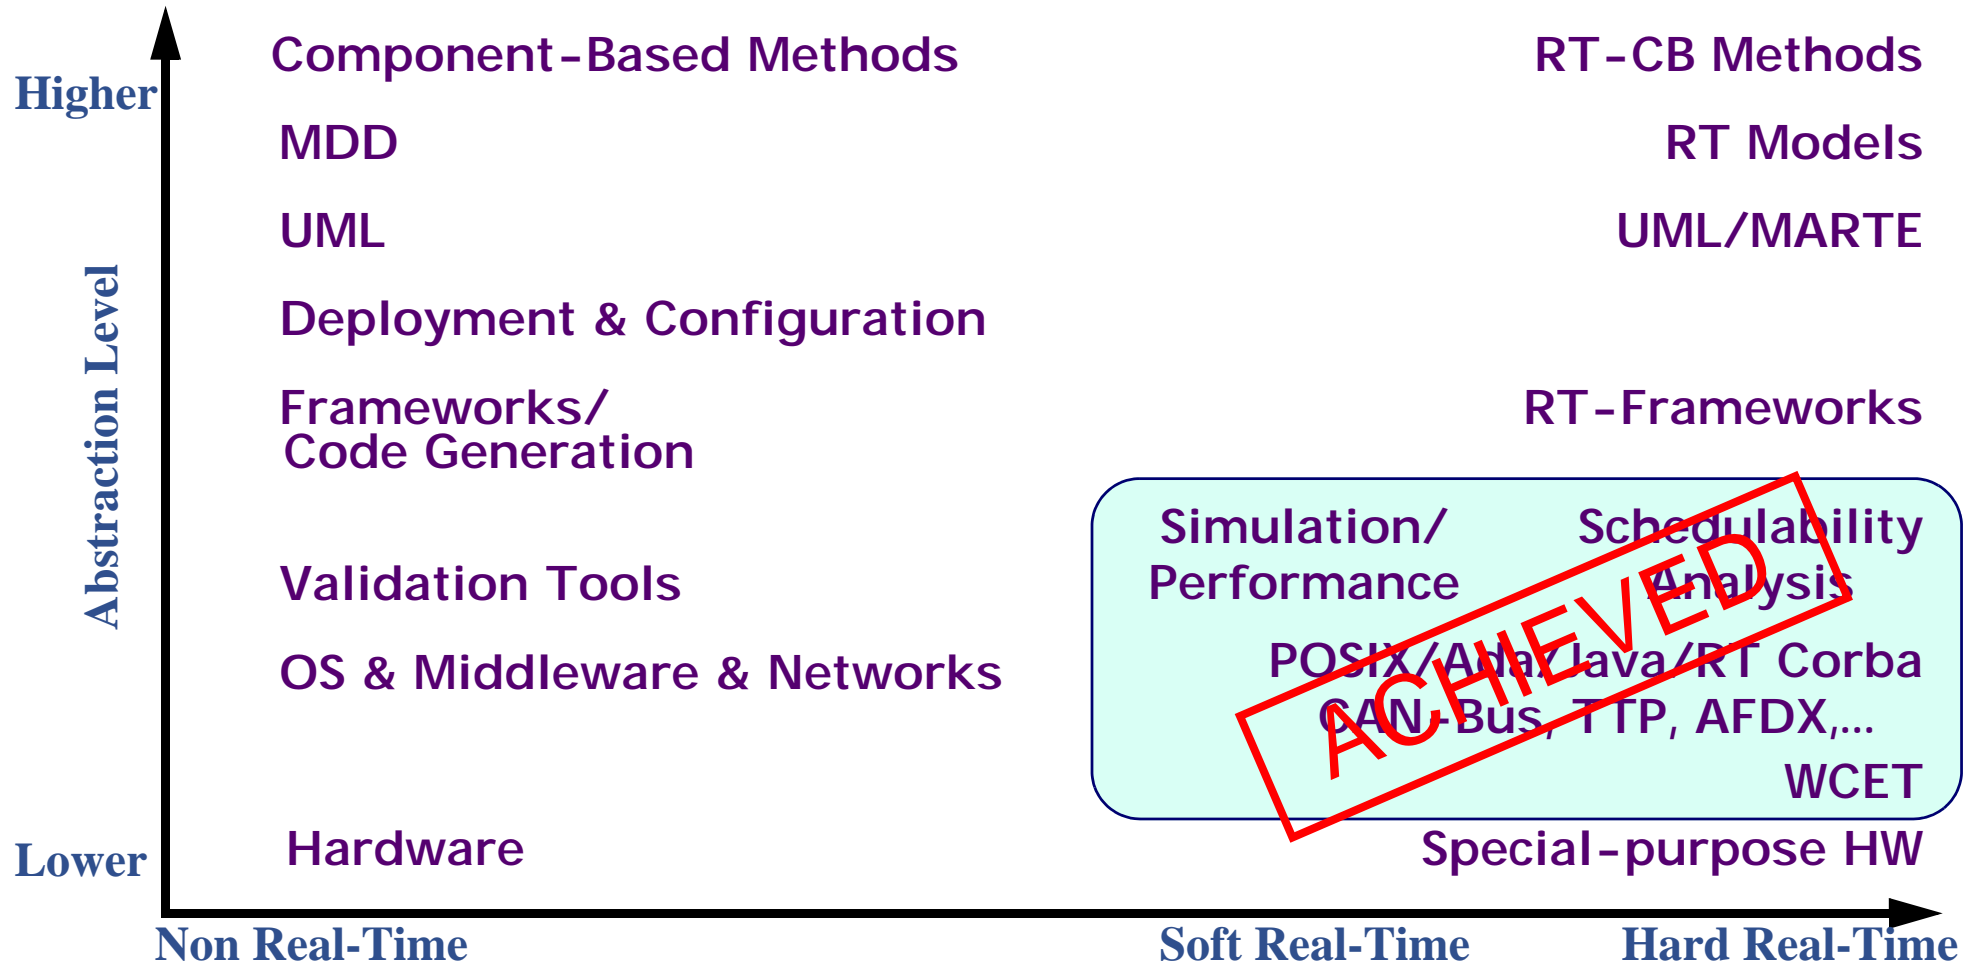 Component-Based Methods RT-CB Methods
Higher
MDD RT Models
UML UML/MARTE
Deployment & Configuration
Abstraction Level
Frameworks/ RT-Frameworks
Code Generation
Simulation/ Schedulability
Validation Tools Performance Analysis
ACHIEVED
OS & Middleware & Networks POSIX/Ada/Java/RT Corba
CAN-Bus, TTP, AFDX,...
WCET
Lower Hardware Special-purpose HW
Non Real-Time Soft Real-Time Hard Real-Time